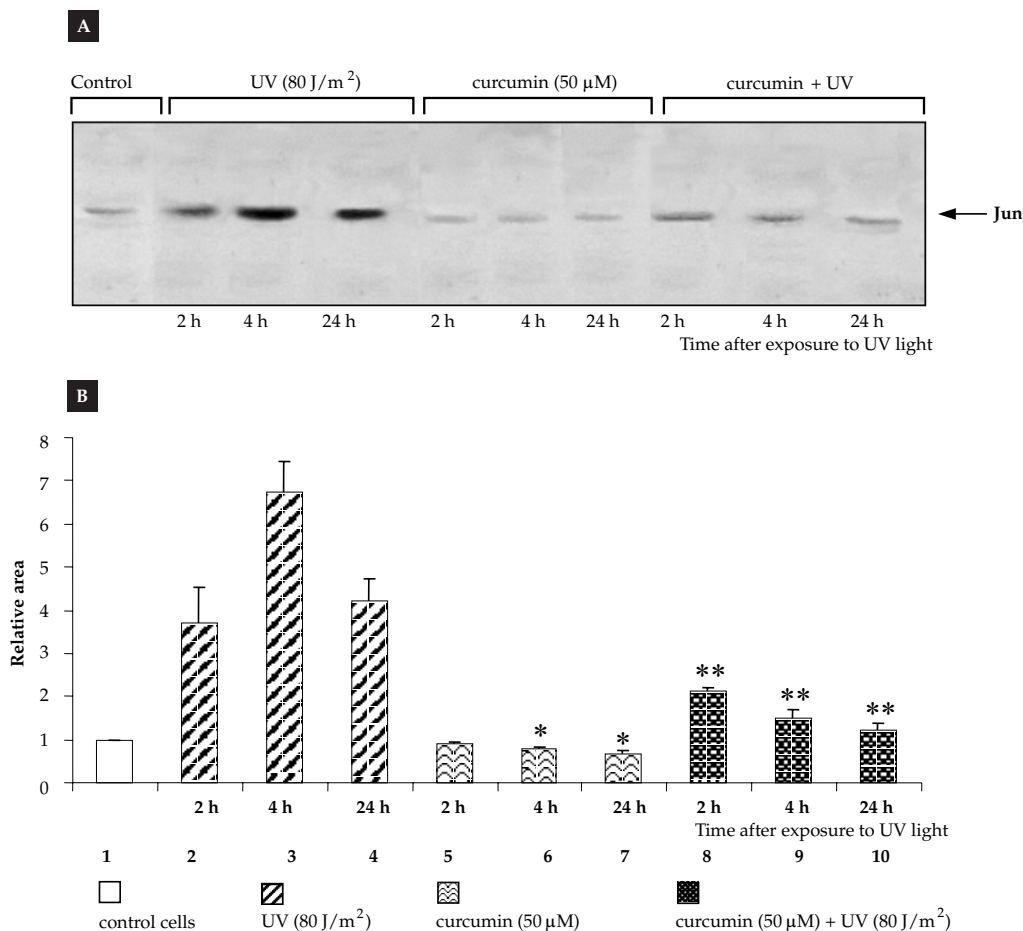 A
Control UV (80 J/m²) curcumin (50 µM) curcumin + UV
Jun
2 h 4 h 24 h 2 h 4 h 24 h 2 h 4 h 24 h
Time after exposure to UV light
B
Relative area
8
7
6
5
4
3
2
1
0
** ** ** * *
2 h 4 h 24 h 2 h 4 h 24 h 2 h 4 h 24 h
Time after exposure to UV light
1 2 3 4 5 6 7 8 9 10
control cells UV (80 J/m²) curcumin (50 µM) curcumin (50 µM) + UV (80 J/m²)